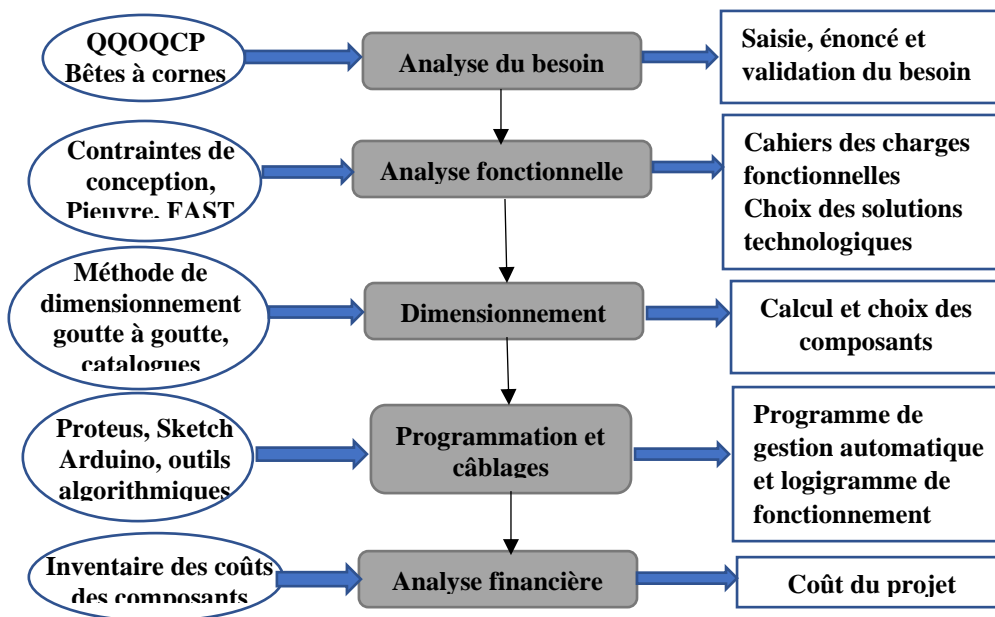 QQOQCP
Bêtes à cornes
Analyse du besoin
Saisie, énoncé et
validation du besoin
Contraintes de
conception,
Pieuvre, FAST
Analyse fonctionnelle
Cahiers des charges
fonctionnelles
Choix des solutions
technologiques
Méthode de
dimensionnement
goutte à goutte,
catalogues
Dimensionnement
Calcul et choix des
composants
Proteus, Sketch
Arduino, outils
algorithmiques
Programmation et
câblages
Programme de
gestion automatique
et logigramme de
fonctionnement
Inventaire des coûts
des composants
Analyse financière
Coût du projet